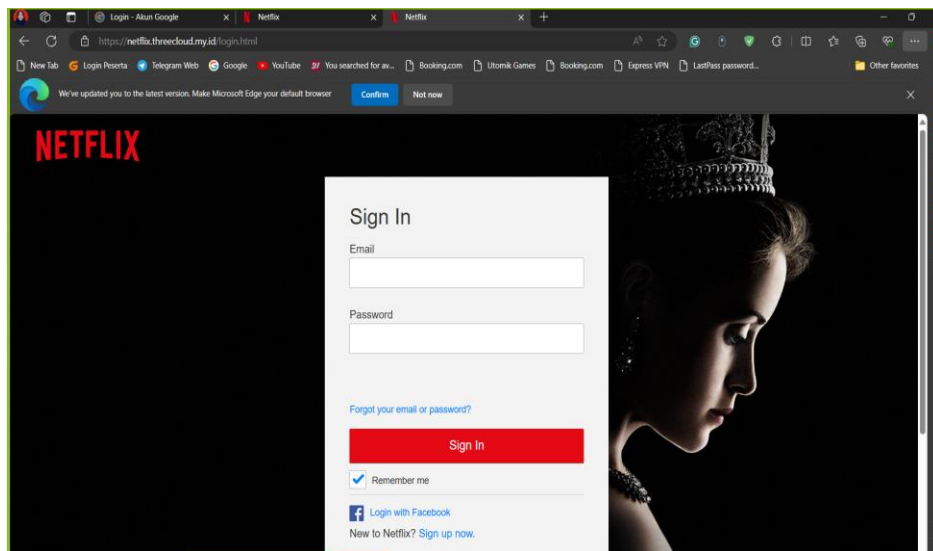 Login - Akun Google
Netflix
Netflix
https://netflix.threecloud.my.id/login.html
New Tab
Login Peserta
Telegram Web
Google
YouTube
You searched for av...
Booking.com
Utomik Games
Booking.com
Express VPN
LastPass password...
Other favorites
We've updated you to the latest version. Make Microsoft Edge your default browser
Confirm
Not now
NETFLIX
Sign In
Email
Password
Forgot your email or password?
Sign In
Remember me
Login with Facebook
New to Netflix? Sign up now.